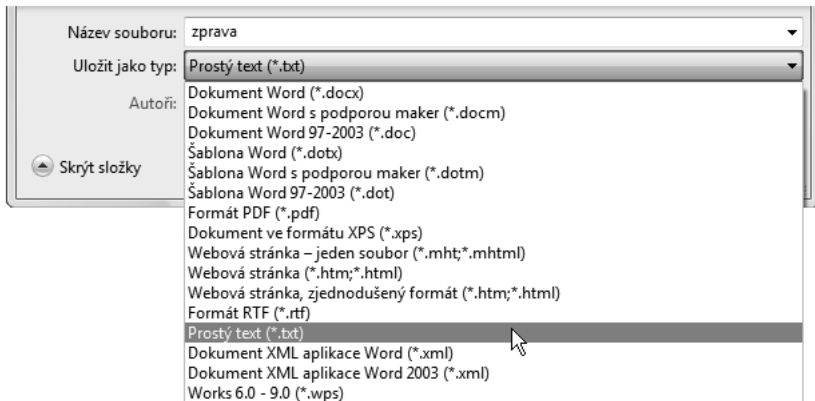 Název souboru: zprava
Uložit jako typ: Prostý text (*.txt)
Autoři:
Skrýt složky
Dokument Word (*.docx)
Dokument Word s podporou maker (*.docm)
Dokument Word 97-2003 (*.doc)
Šablona Word (*.dotx)
Šablona Word s podporou maker (*.dotm)
Šablona Word 97-2003 (*.dot)
Formát PDF (*.pdf)
Dokument ve formátu XPS (*.xps)
Webová stránka – jeden soubor (*.mht;*.mhtml)
Webová stránka (*.htm;*.html)
Webová stránka, zjednodušený formát (*.htm;*.html)
Formát RTF (*.rtf)
Prostý text (*.txt)
Dokument XML aplikace Word (*.xml)
Dokument XML aplikace Word 2003 (*.xml)
Works 6.0 - 9.0 (*.wps)